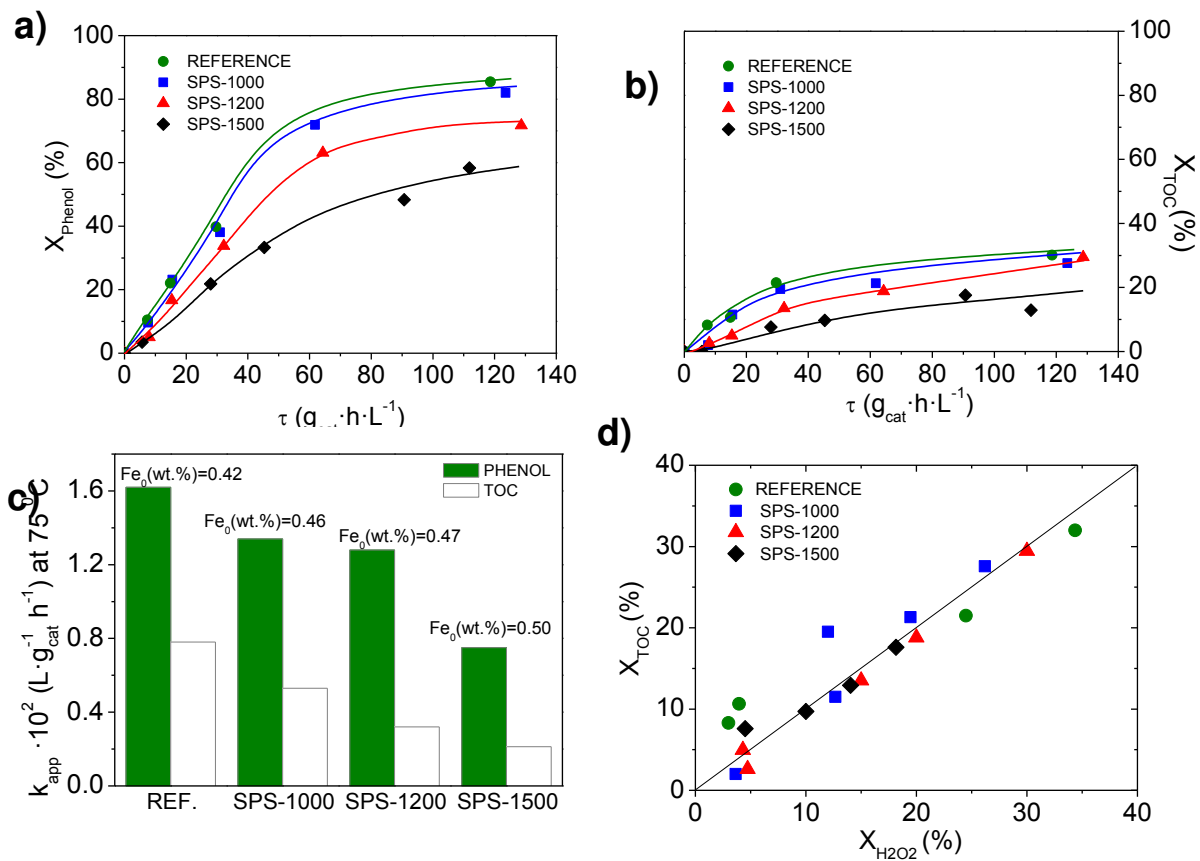 a)
100
80
60
40
20
0
X_Phenol (%)
REFERENCE
SPS-1000
SPS-1200
SPS-1500
0 20 40 60 80 100 120 140
τ (g_cat·h·L⁻¹)
b)
REFERENCE
SPS-1000
SPS-1200
SPS-1500
100
80
60
40
20
0
X_TOC (%)
0 20 40 60 80 100 120 140
τ (g_cat·h·L⁻¹)
c)
k_app ·10² (L·g⁻¹_cat h⁻¹) at 75 ºC
1.6
1.2
0.8
0.4
0.0
Fe₀(wt.%)=0.42
Fe₀(wt.%)=0.46
Fe₀(wt.%)=0.47
Fe₀(wt.%)=0.50
PHENOL
TOC
REF. SPS-1000 SPS-1200 SPS-1500
d)
40
30
20
10
0
X_TOC (%)
REFERENCE
SPS-1000
SPS-1200
SPS-1500
0 10 20 30 40
X_H2O2 (%)